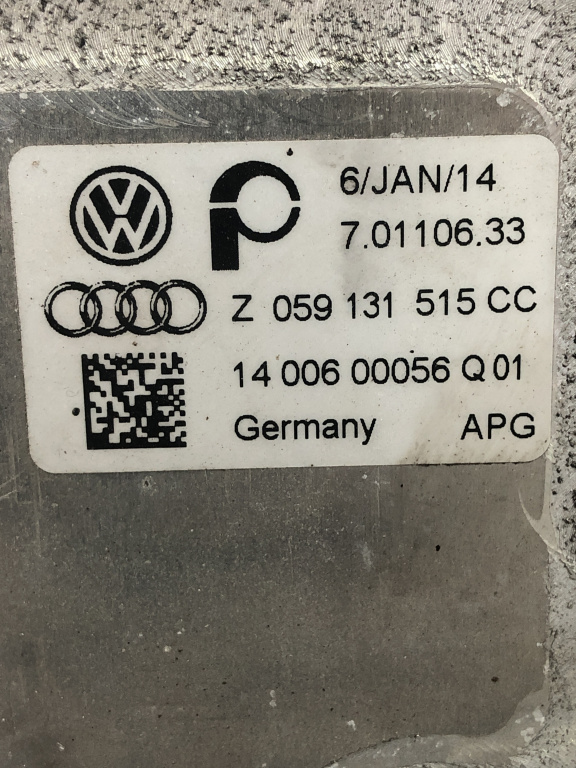 6/JAN/14
7.01106.33
Z 059 131 515 CC
14 006 00056 Q 01
Germany APG